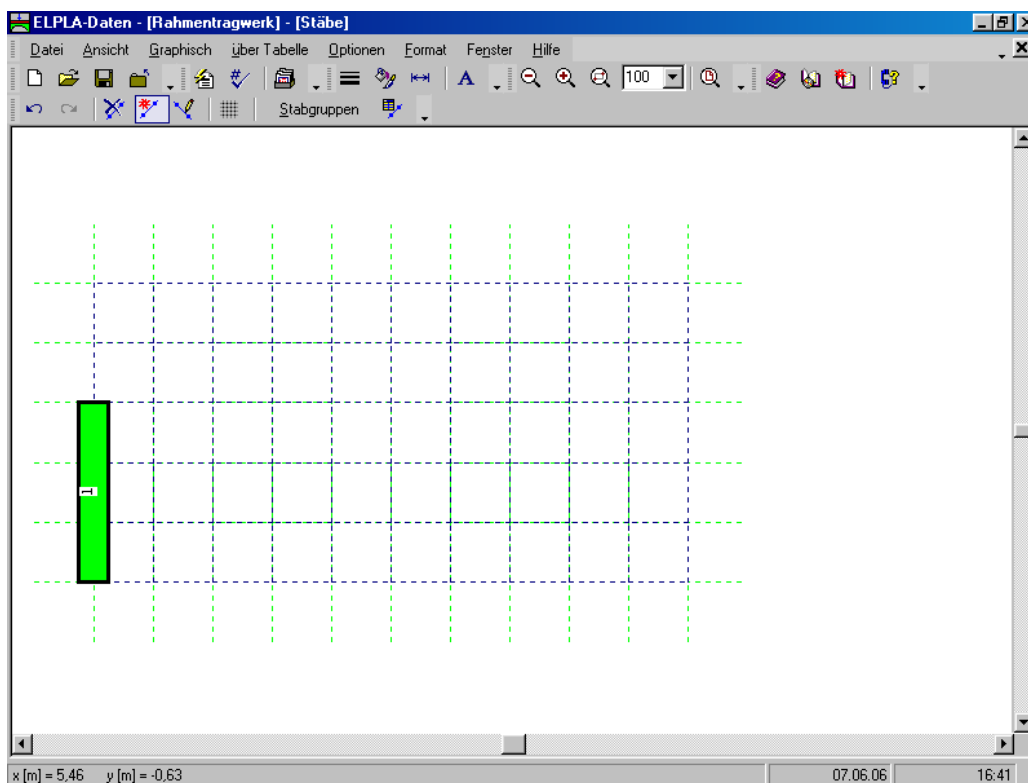 ELPLA-Daten - [Rahmentragwerk] - [Stäbe]
Datei Ansicht Graphisch über Tabelle Optionen Format Fenster Hilfe
A 100
Stabgruppen
1
x [m] = 5,46 y [m] = -0,63 07.06.06 16:41